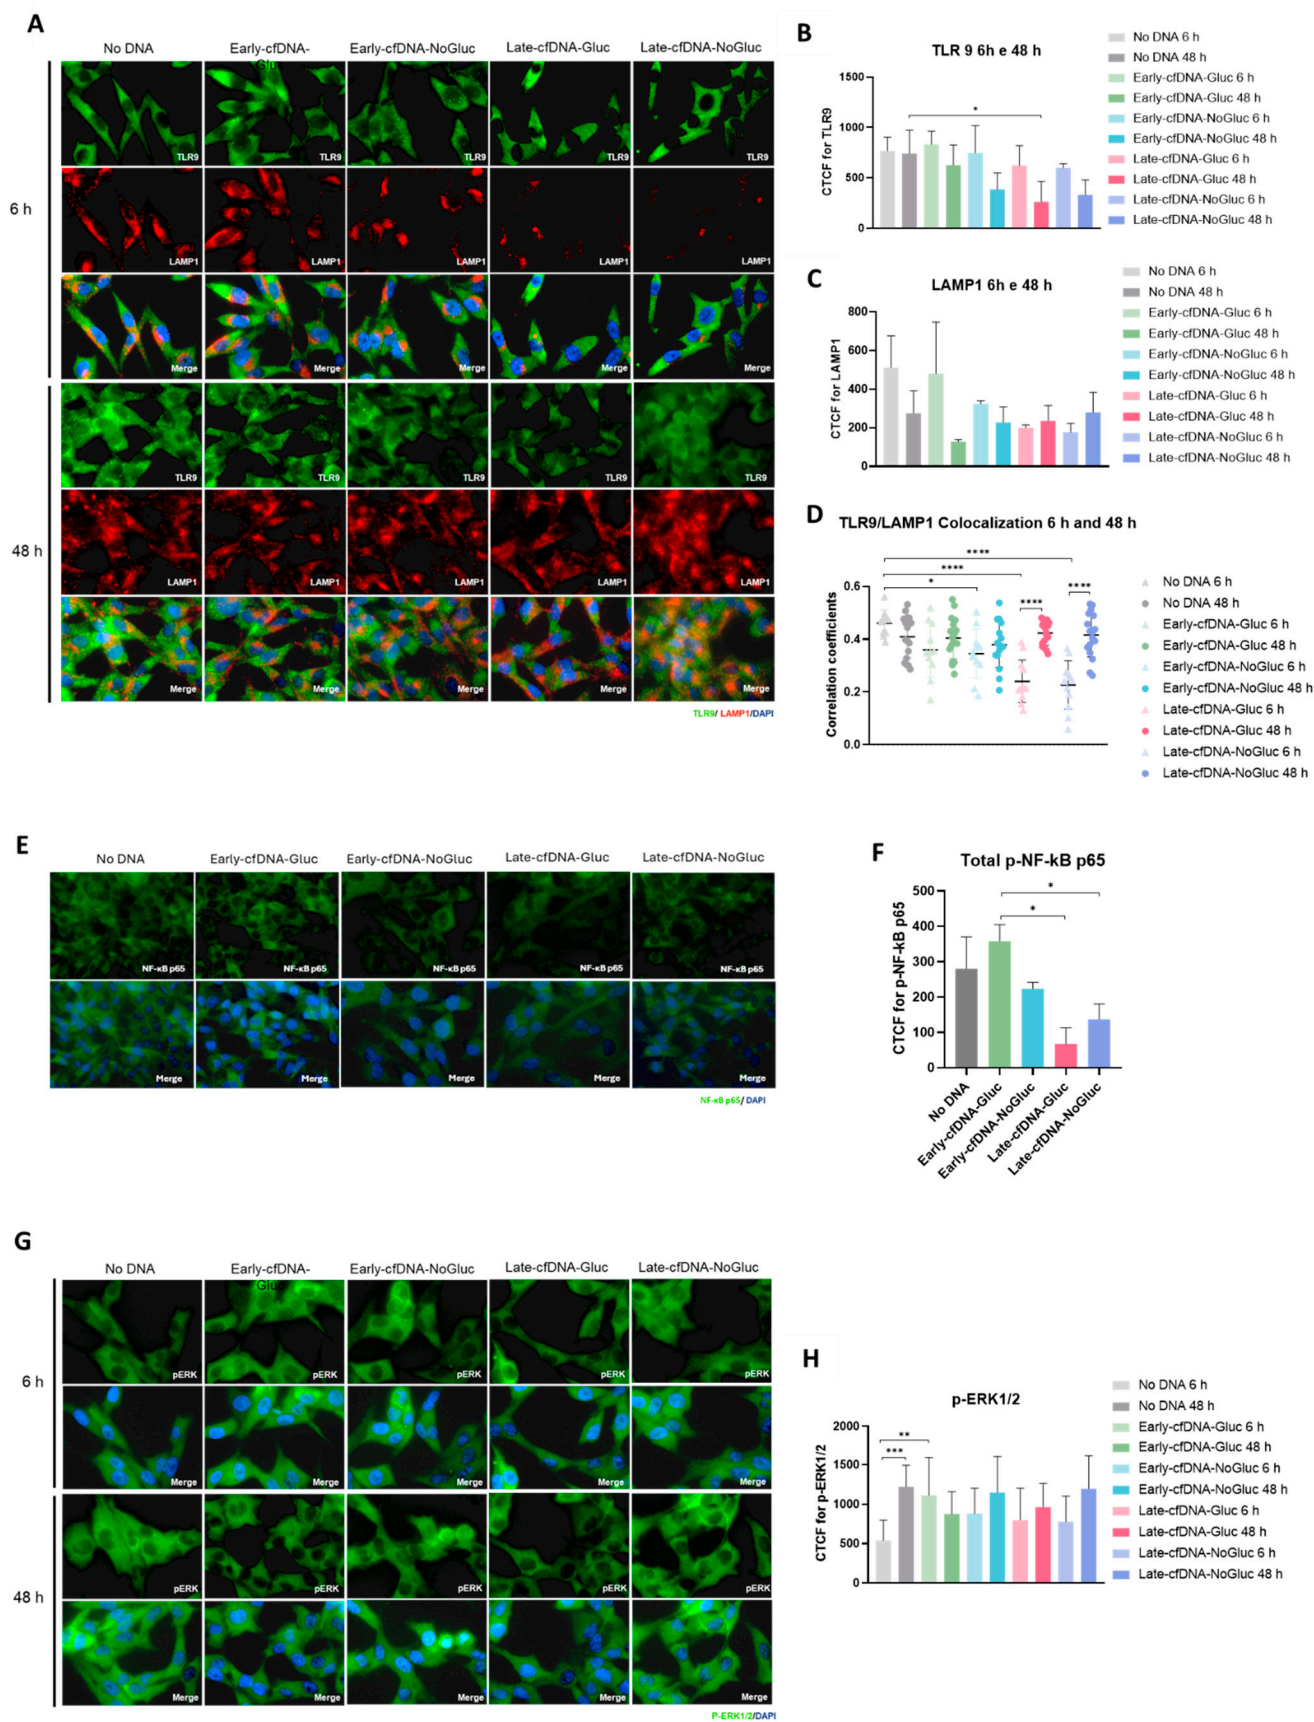 A
No DNA
Early-cfDNA-Gluc
Early-cfDNA-NoGluc
Late-cfDNA-Gluc
Late-cfDNA-NoGluc
6 h
TLR9
TLR9
TLR9
TLR9
TLR9
LAMP1
LAMP1
LAMP1
LAMP1
LAMP1
Merge
Merge
Merge
Merge
Merge
48 h
TLR9
TLR9
TLR9
TLR9
TLR9
LAMP1
LAMP1
LAMP1
LAMP1
LAMP1
Merge
Merge
Merge
Merge
Merge
TLR9/ LAMP1/DAPI
B
TLR 9 6h e 48 h
CTCF for TLR9
1500
1000
500
0
*
No DNA 6 h
No DNA 48 h
Early-cfDNA-Gluc 6 h
Early-cfDNA-Gluc 48 h
Early-cfDNA-NoGluc 6 h
Early-cfDNA-NoGluc 48 h
Late-cfDNA-Gluc 6 h
Late-cfDNA-Gluc 48 h
Late-cfDNA-NoGluc 6 h
Late-cfDNA-NoGluc 48 h
C
LAMP1 6h e 48 h
CTCF for LAMP1
800
600
400
200
0
No DNA 6 h
No DNA 48 h
Early-cfDNA-Gluc 6 h
Early-cfDNA-Gluc 48 h
Early-cfDNA-NoGluc 6 h
Early-cfDNA-NoGluc 48 h
Late-cfDNA-Gluc 6 h
Late-cfDNA-Gluc 48 h
Late-cfDNA-NoGluc 6 h
Late-cfDNA-NoGluc 48 h
D
TLR9/LAMP1 Colocalization 6 h and 48 h
Correlation coefficients
0.6
0.4
0.2
0.0
****
****
*
****
****
No DNA 6 h
No DNA 48 h
Early-cfDNA-Gluc 6 h
Early-cfDNA-Gluc 48 h
Early-cfDNA-NoGluc 6 h
Early-cfDNA-NoGluc 48 h
Late-cfDNA-Gluc 6 h
Late-cfDNA-Gluc 48 h
Late-cfDNA-NoGluc 6 h
Late-cfDNA-NoGluc 48 h
E
No DNA
Early-cfDNA-Gluc
Early-cfDNA-NoGluc
Late-cfDNA-Gluc
Late-cfDNA-NoGluc
NF-κB p65
NF-κB p65
NF-κB p65
NF-κB p65
NF-κB p65
Merge
Merge
Merge
Merge
Merge
NF-κB p65/ DAPI
F
Total p-NF-kB p65
CTCF for p-NF-kB p65
500
400
300
200
100
0
*
*
No DNA
Early-cfDNA-Gluc
Early-cfDNA-NoGluc
Late-cfDNA-Gluc
Late-cfDNA-NoGluc
G
No DNA
Early-cfDNA-Gluc
Early-cfDNA-NoGluc
Late-cfDNA-Gluc
Late-cfDNA-NoGluc
6 h
pERK
pERK
pERK
pERK
pERK
Merge
Merge
Merge
Merge
Merge
48 h
pERK
pERK
pERK
pERK
pERK
Merge
Merge
Merge
Merge
Merge
P-ERK1/2/DAPI
H
p-ERK1/2
CTCF for p-ERK1/2
2000
1500
1000
500
0
**
***
No DNA 6 h
No DNA 48 h
Early-cfDNA-Gluc 6 h
Early-cfDNA-Gluc 48 h
Early-cfDNA-NoGluc 6 h
Early-cfDNA-NoGluc 48 h
Late-cfDNA-Gluc 6 h
Late-cfDNA-Gluc 48 h
Late-cfDNA-NoGluc 6 h
Late-cfDNA-NoGluc 48 h